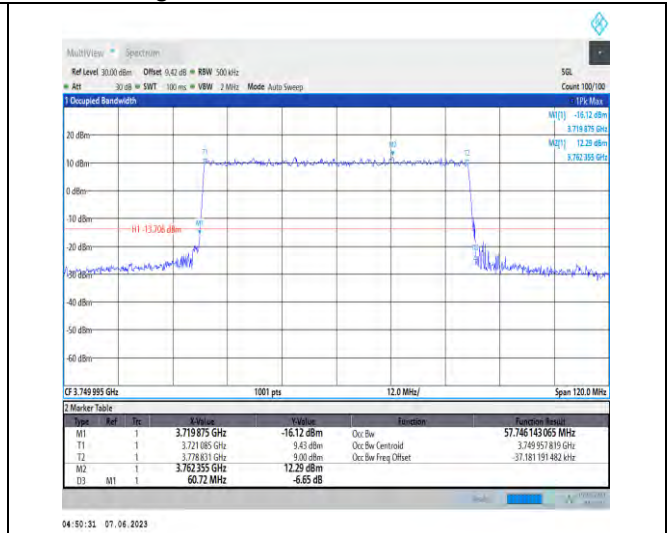 MultiView Spectrum
Ref Level 30.00 dBm Offset 9.42 dB RBW 500 kHz SGL
Att 30 dB SWT 100 ms VBW 2 MHz Mode Auto Sweep Count 100/100
1 Occupied Bandwidth 1Pk Max
M1[1] -16.12 dBm
3.719 875 GHz
M2[1] 12.29 dBm
3.762 355 GHz
20 dBm
M2
T1 T2
10 dBm
0 dBm
-10 dBm
M1
H1 -13.708 dBm
-20 dBm
-30 dBm
-40 dBm
-50 dBm
-60 dBm
CF 3.749 995 GHz 1001 pts 12.0 MHz/ Span 120.0 MHz
2 Marker Table
Type Ref Trc X-Value Y-Value Function Function Result
M1 1 3.719 875 GHz -16.12 dBm Occ Bw 57.746 143 065 MHz
T1 1 3.721 085 GHz 9.43 dBm Occ Bw Centroid 3.749 957 819 GHz
T2 1 3.778 831 GHz 9.00 dBm Occ Bw Freq Offset -37.181 191 482 kHz
M2 1 3.762 355 GHz 12.29 dBm
D3 M1 1 60.72 MHz -6.65 dB
04:50:31 07.06.2023